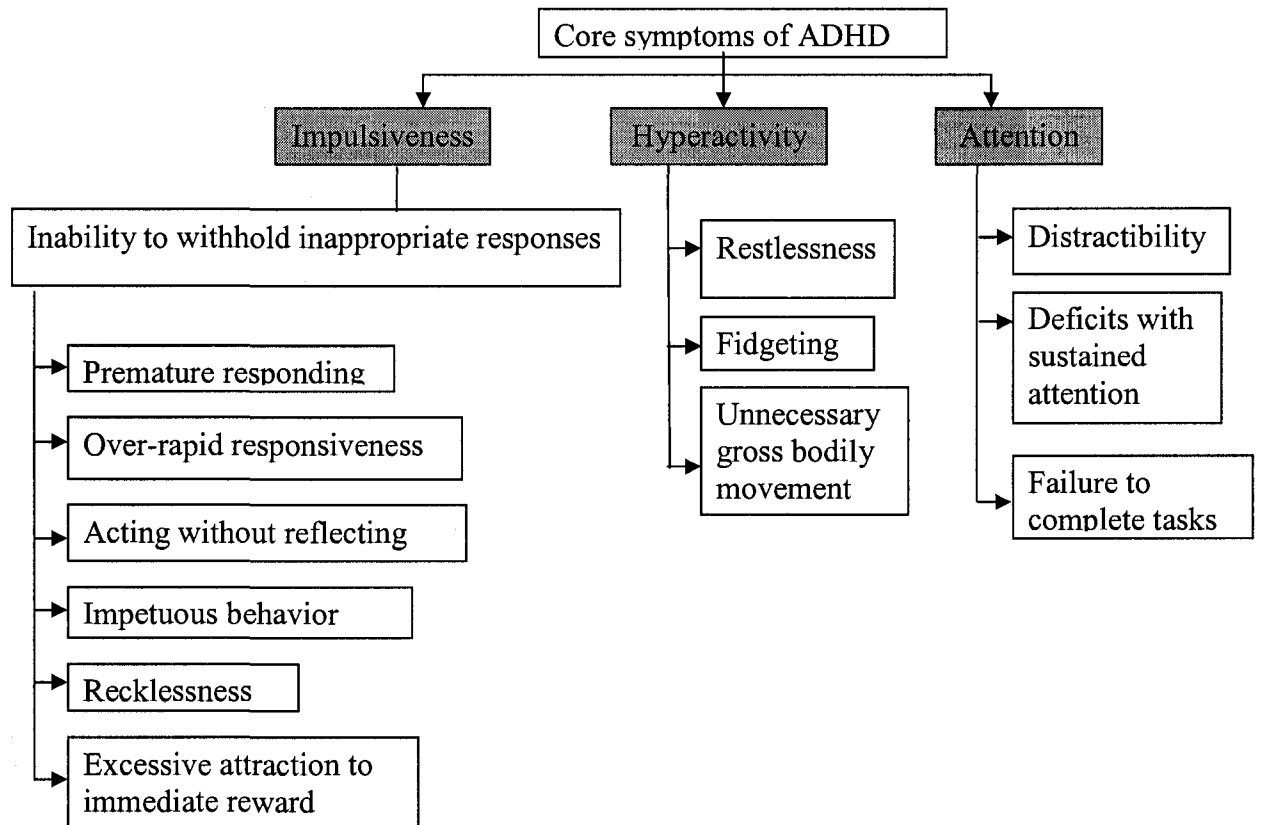 Core symptoms of ADHD
Impulsiveness
Hyperactivity
Attention
Inability to withhold inappropriate responses
Premature responding
Over-rapid responsiveness
Acting without reflecting
Impetuous behavior
Recklessness
Excessive attraction to
immediate reward
Restlessness
Fidgeting
Unnecessary
gross bodily
movement
Distractibility
Deficits with
sustained
attention
Failure to
complete tasks